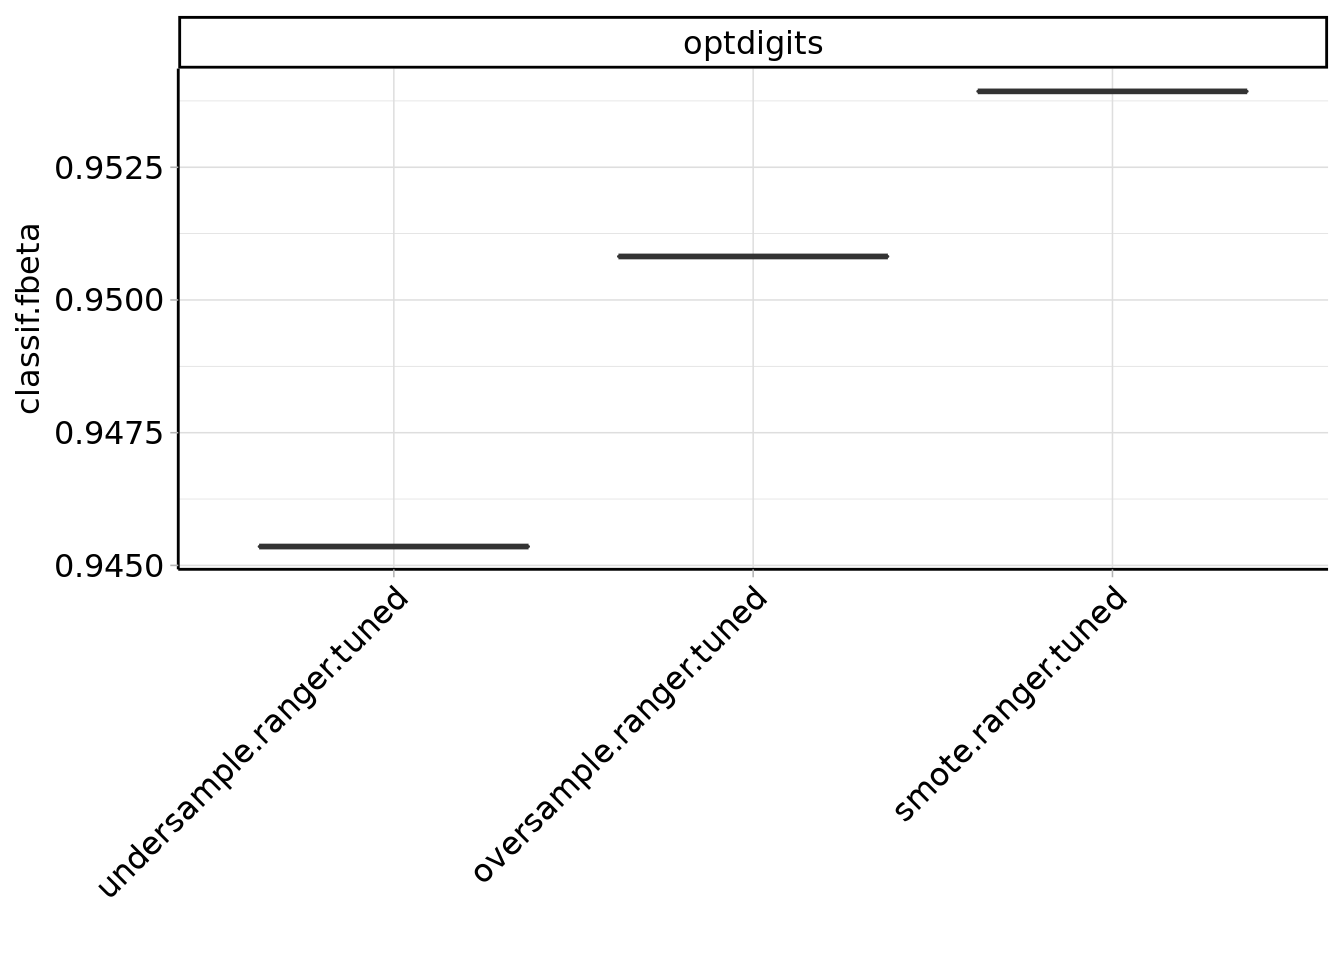 optdigits
classif.fbeta
0.9525
0.9500
0.9475
0.9450
undersample.ranger.tuned
oversample.ranger.tuned
smote.ranger.tuned